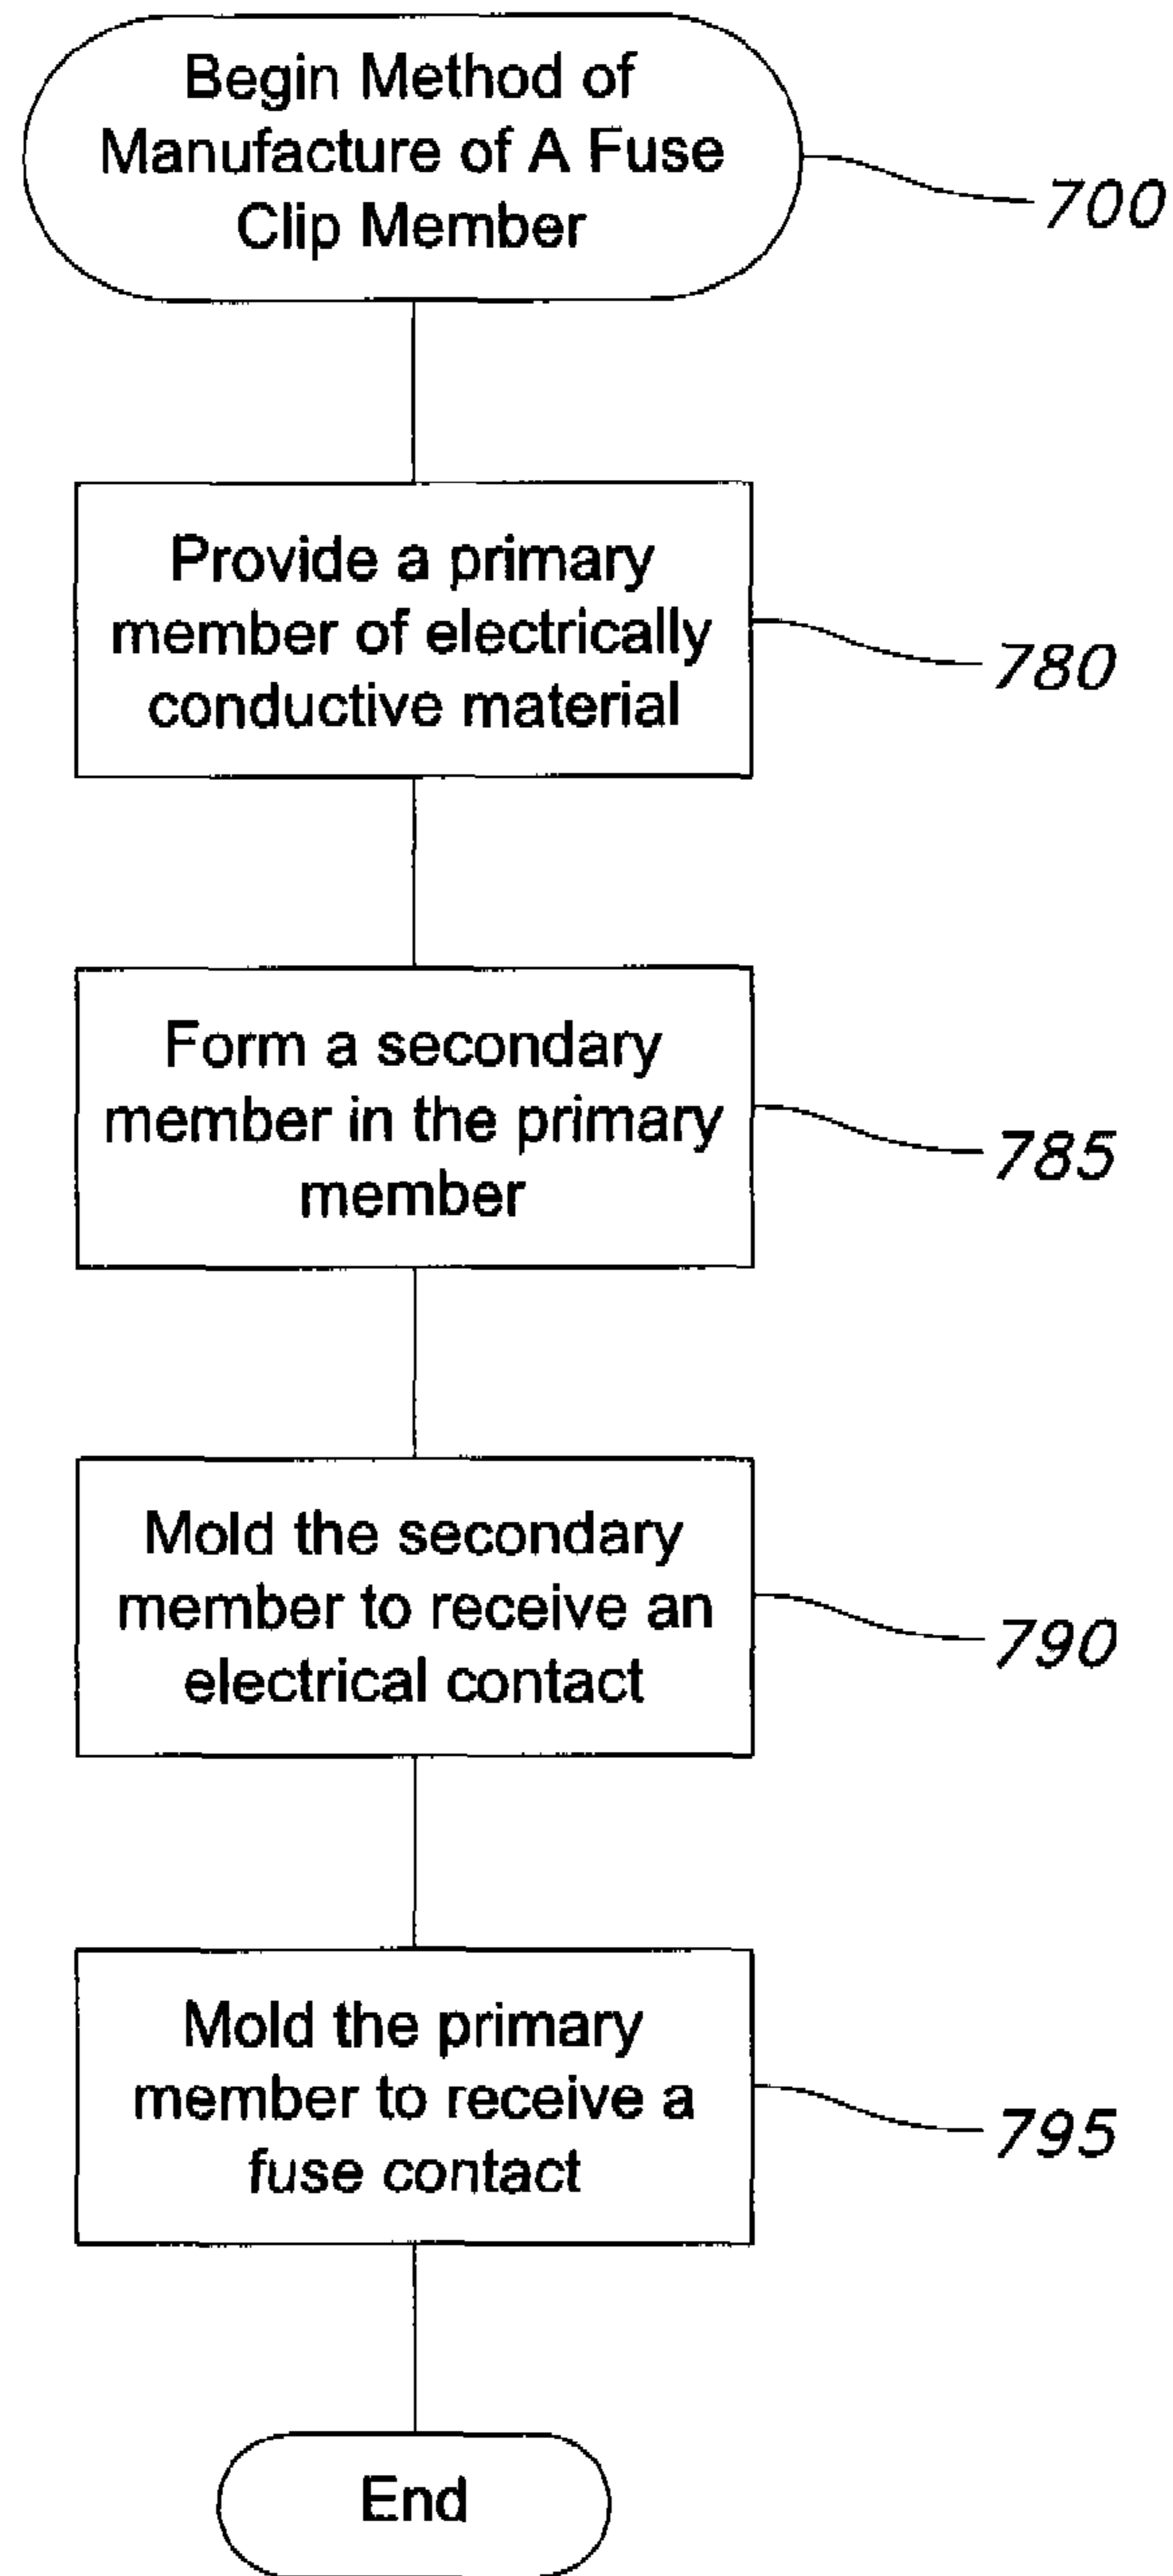 Begin Method of
Manufacture of A Fuse
Clip Member
700
Provide a primary
member of electrically
conductive material
780
Form a secondary
member in the primary
member
785
Mold the secondary
member to receive an
electrical contact
790
Mold the primary
member to receive a
fuse contact
795
End